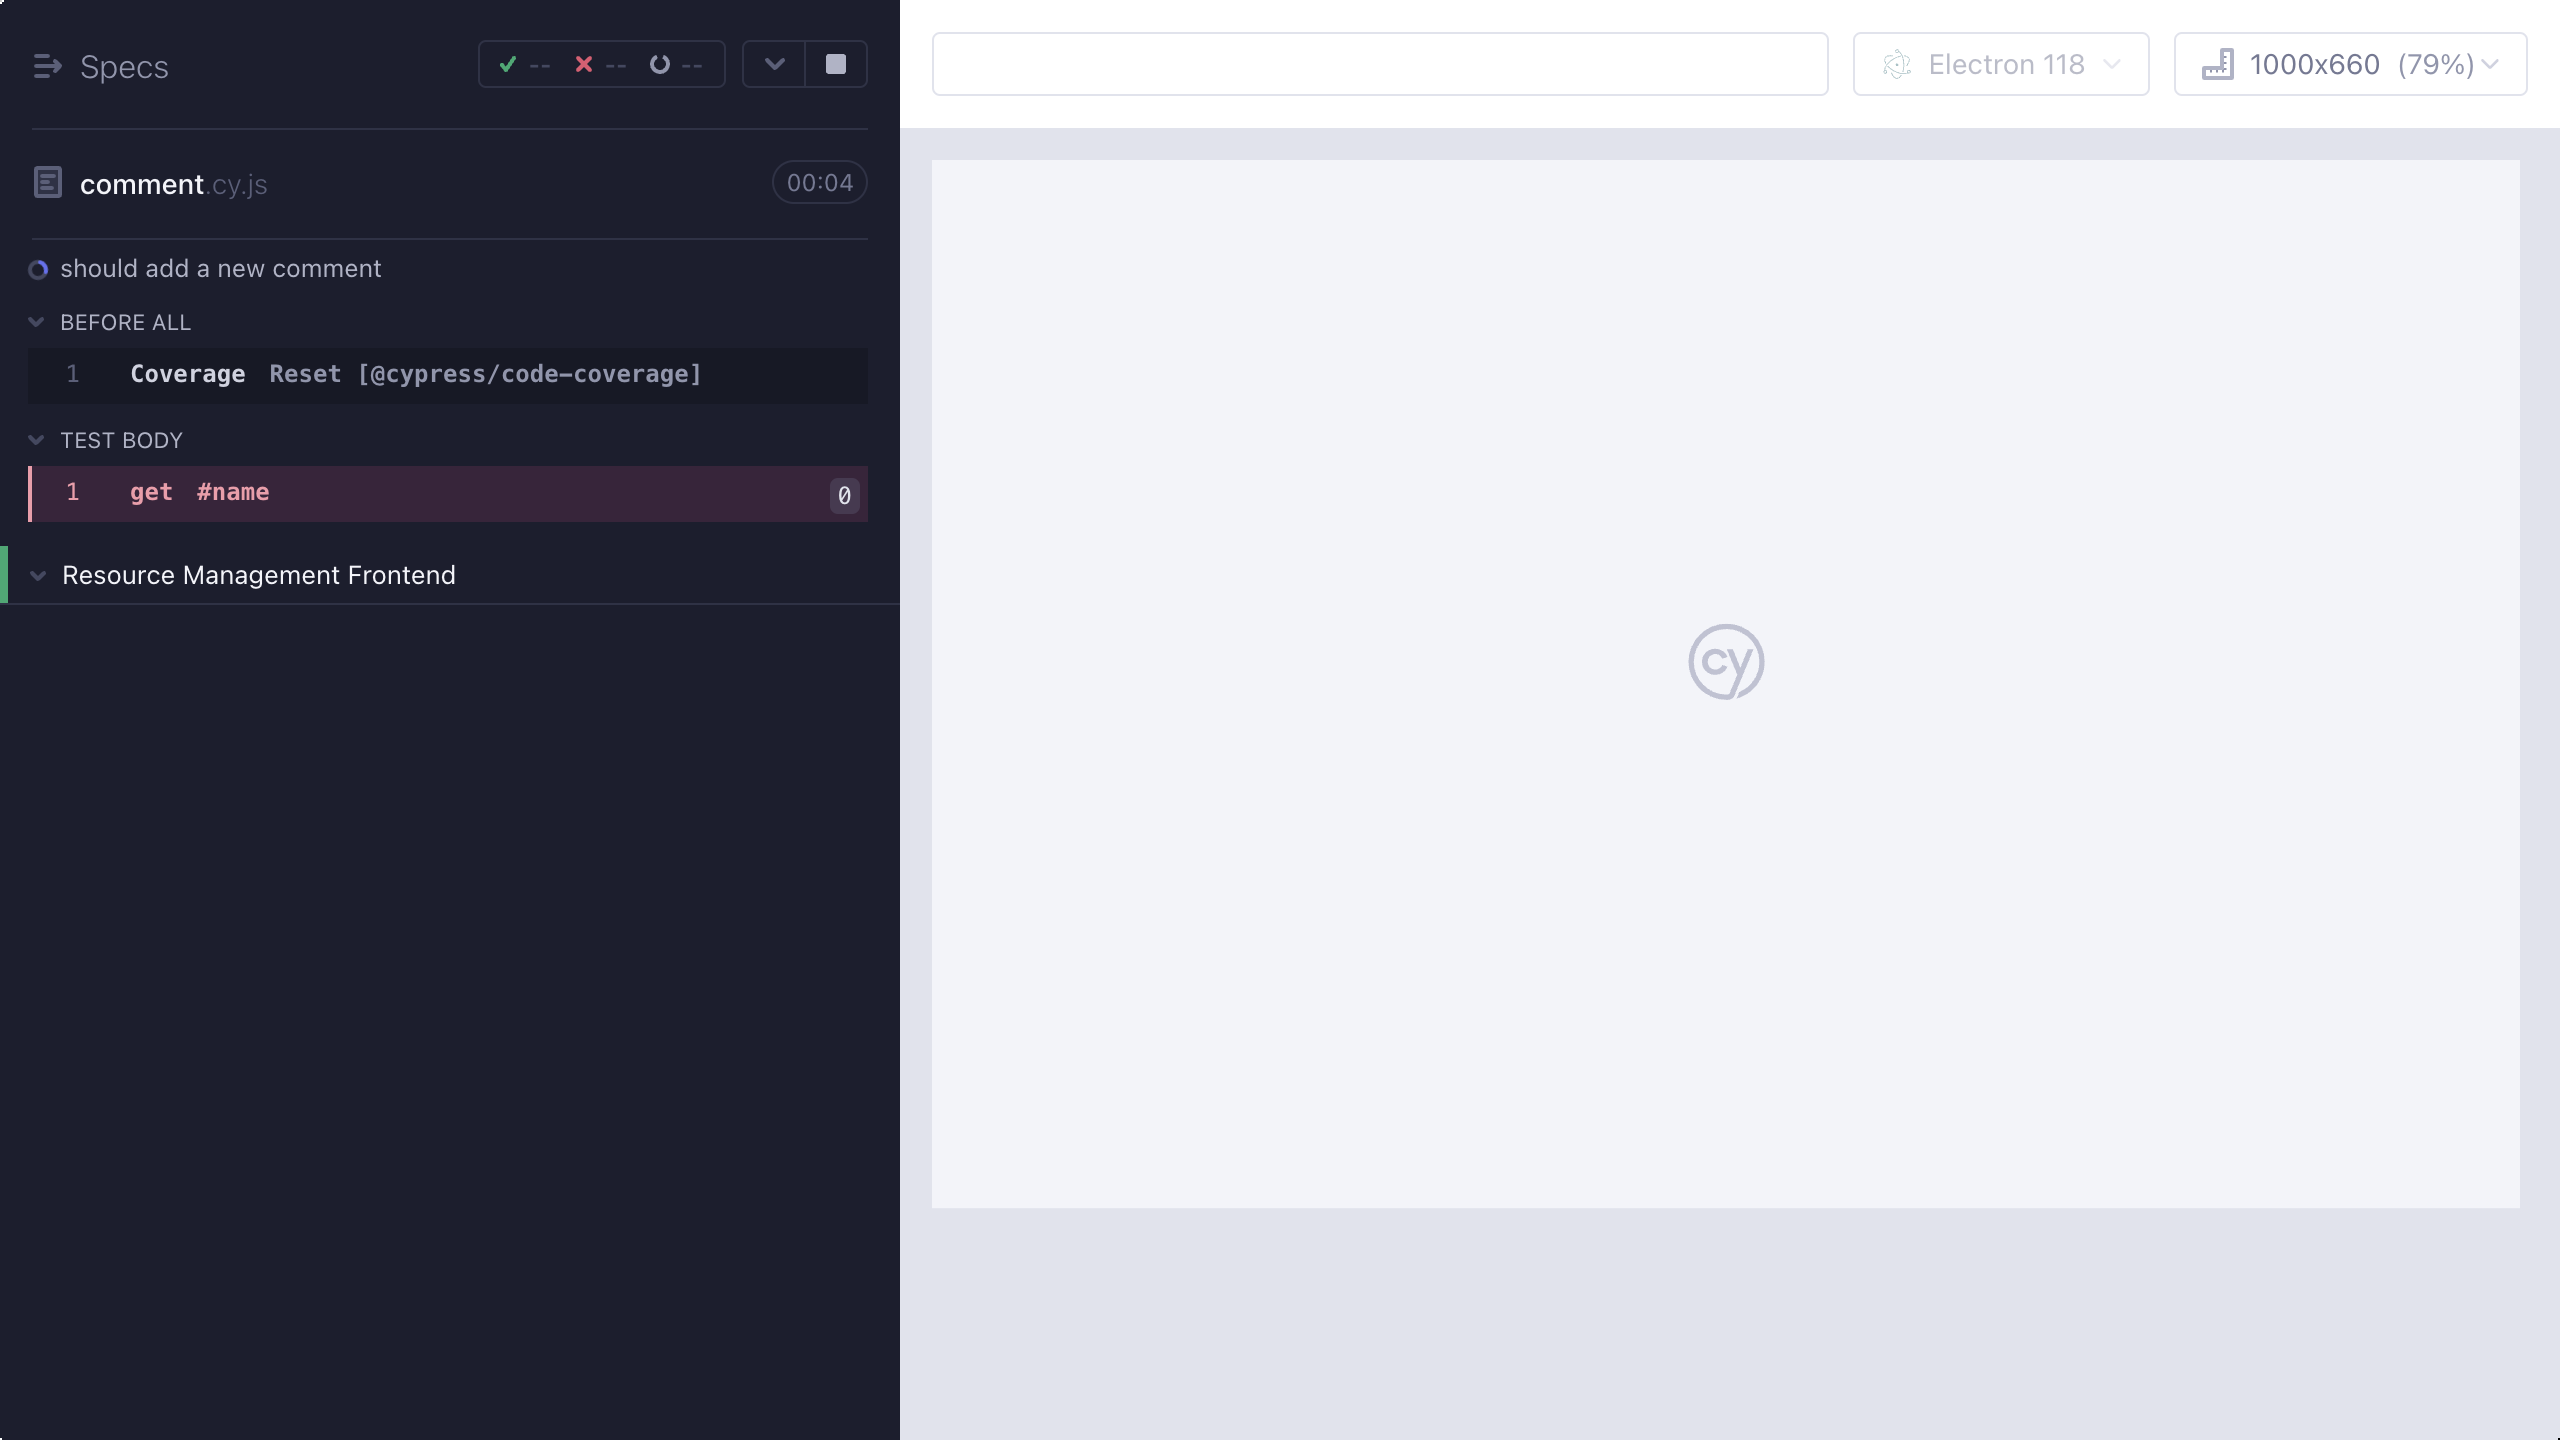 Specs
-- -- --
comment.cy.js
00:04
should add a new comment
BEFORE ALL
1 Coverage Reset [@cypress/code-coverage]
TEST BODY
1 get #name 0
Resource Management Frontend
Electron 118
1000x660 (79%)
cy